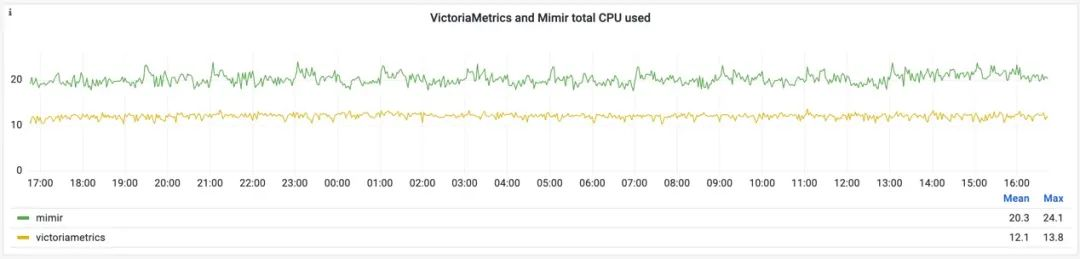 i
VictoriaMetrics and Mimir total CPU used
20
10
0
17:00 18:00 19:00 20:00 21:00 22:00 23:00 00:00 01:00 02:00 03:00 04:00 05:00 06:00 07:00 08:00 09:00 10:00 11:00 12:00 13:00 14:00 15:00 16:00
Mean Max
mimir 20.3 24.1
victoriametrics 12.1 13.8